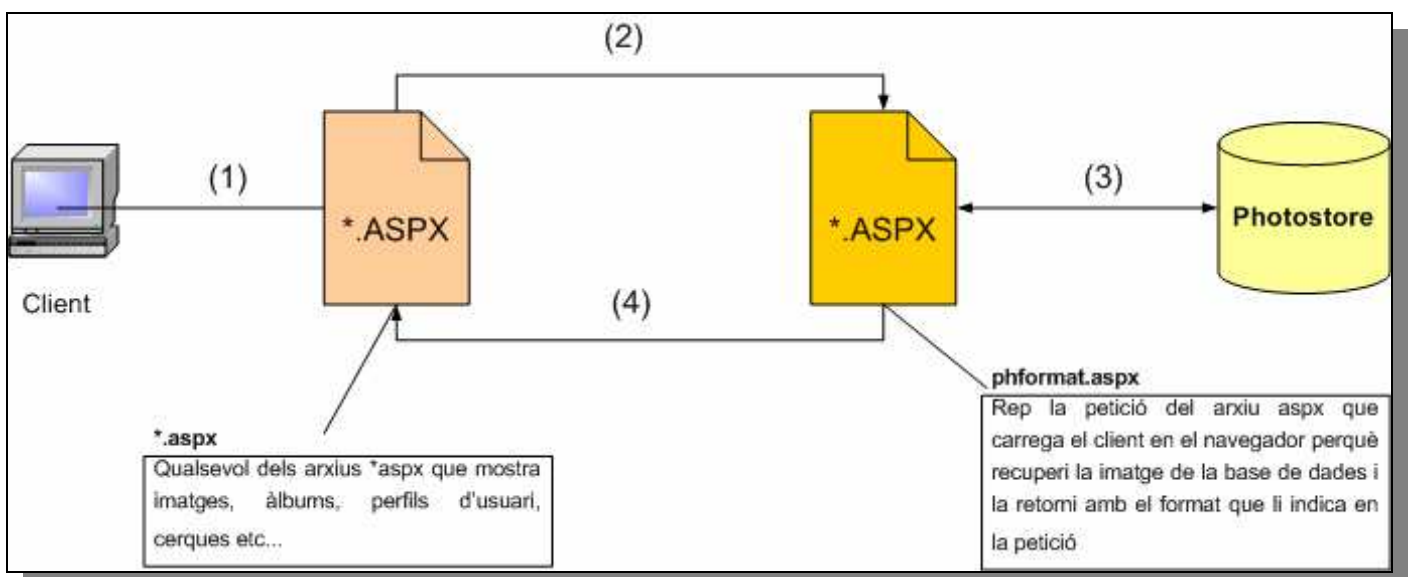 (2)
(1)
*.ASPX
*.ASPX
(3)
Photostore
Client
(4)
*.aspx
Qualsevol dels arxius *aspx que mostra
imatges, àlbums, perfils d'usuari,
cerques etc...
phformat.aspx
Rep la petició del arxiu aspx que
carrega el client en el navegador perquè
recuperi la imatge de la base de dades i
la retorni amb el format que li indica en
la petició